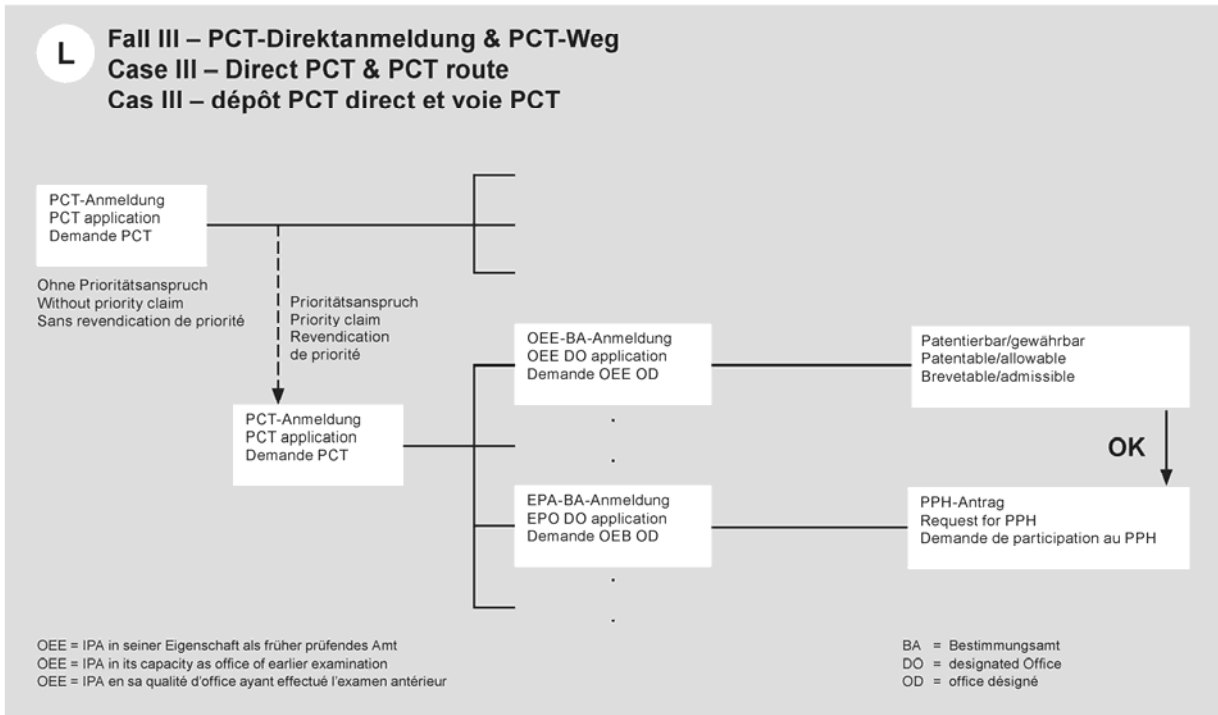 L
Fall III – PCT-Direktanmeldung & PCT-Weg
Case III – Direct PCT & PCT route
Cas III – dépôt PCT direct et voie PCT
PCT-Anmeldung
PCT application
Demande PCT
Ohne Prioritätsanspruch
Without priority claim
Sans revendication de priorité
Prioritätsanspruch
Priority claim
Revendication
de priorité
PCT-Anmeldung
PCT application
Demande PCT
OEE-BA-Anmeldung
OEE DO application
Demande OEE OD
.
.
EPA-BA-Anmeldung
EPO DO application
Demande OEB OD
.
.
Patentierbar/gewährbar
Patentable/allowable
Brevetable/admissible
OK
PPH-Antrag
Request for PPH
Demande de participation au PPH
OEE = IPA in seiner Eigenschaft als früher prüfendes Amt
OEE = IPA in its capacity as office of earlier examination
OEE = IPA en sa qualité d'office ayant effectué l'examen antérieur
BA = Bestimmungsamt
DO = designated Office
OD = office désigné